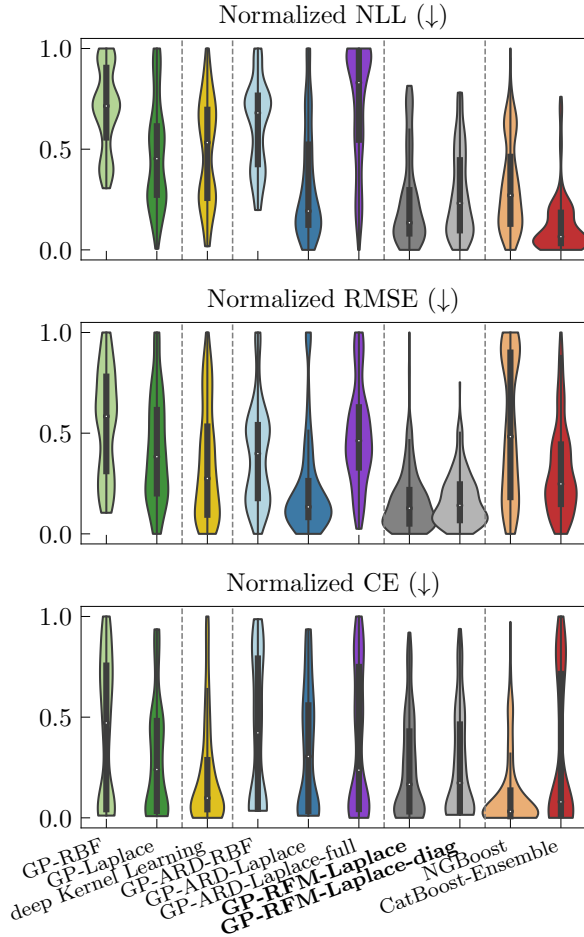 Normalized NLL (↓)
1.0
0.5
0.0
Normalized RMSE (↓)
1.0
0.5
0.0
Normalized CE (↓)
1.0
0.5
0.0
GP-RBF
GP-Laplace
deep Kernel Learning
GP-ARD-RBF
GP-ARD-Laplace
GP-ARD-Laplace-full
GP-RFM-Laplace
GP-RFM-Laplace-diag
NGBoost
CatBoost-Ensemble